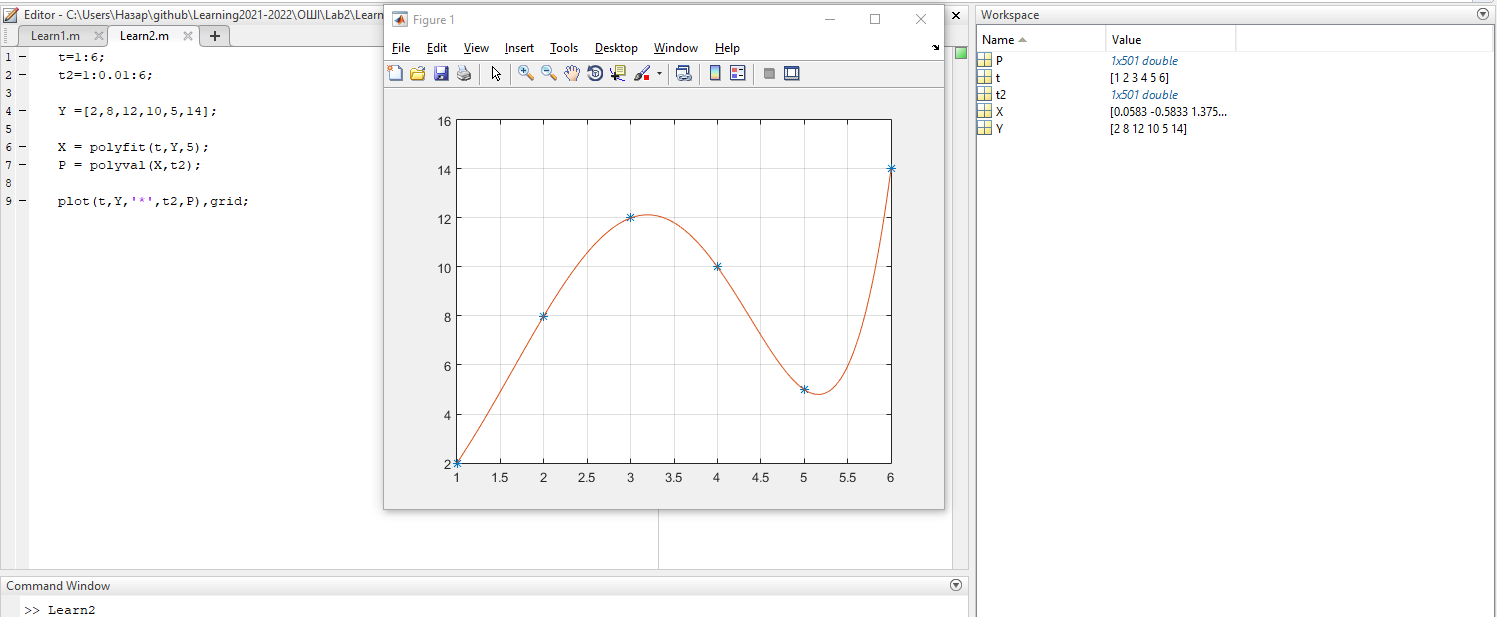 Editor - C:\Users\Назар\github\Learning2021-2022\ОШІ\Lab2\Learn
Learn1.m
Learn2.m
1 t=1:6;
2 t2=1:0.01:6;
3
4 Y =[2,8,12,10,5,14];
5
6 X = polyfit(t,Y,5);
7 P = polyval(X,t2);
8
9 plot(t,Y,'*',t2,P),grid;
Figure 1
File Edit View Insert Tools Desktop Window Help
16
14
12
10
8
6
4
2
1 1.5 2 2.5 3 3.5 4 4.5 5 5.5 6
Workspace
Name Value
P 1x501 double
t [1 2 3 4 5 6]
t2 1x501 double
X [0.0583 -0.5833 1.375...
Y [2 8 12 10 5 14]
Command Window
>> Learn2